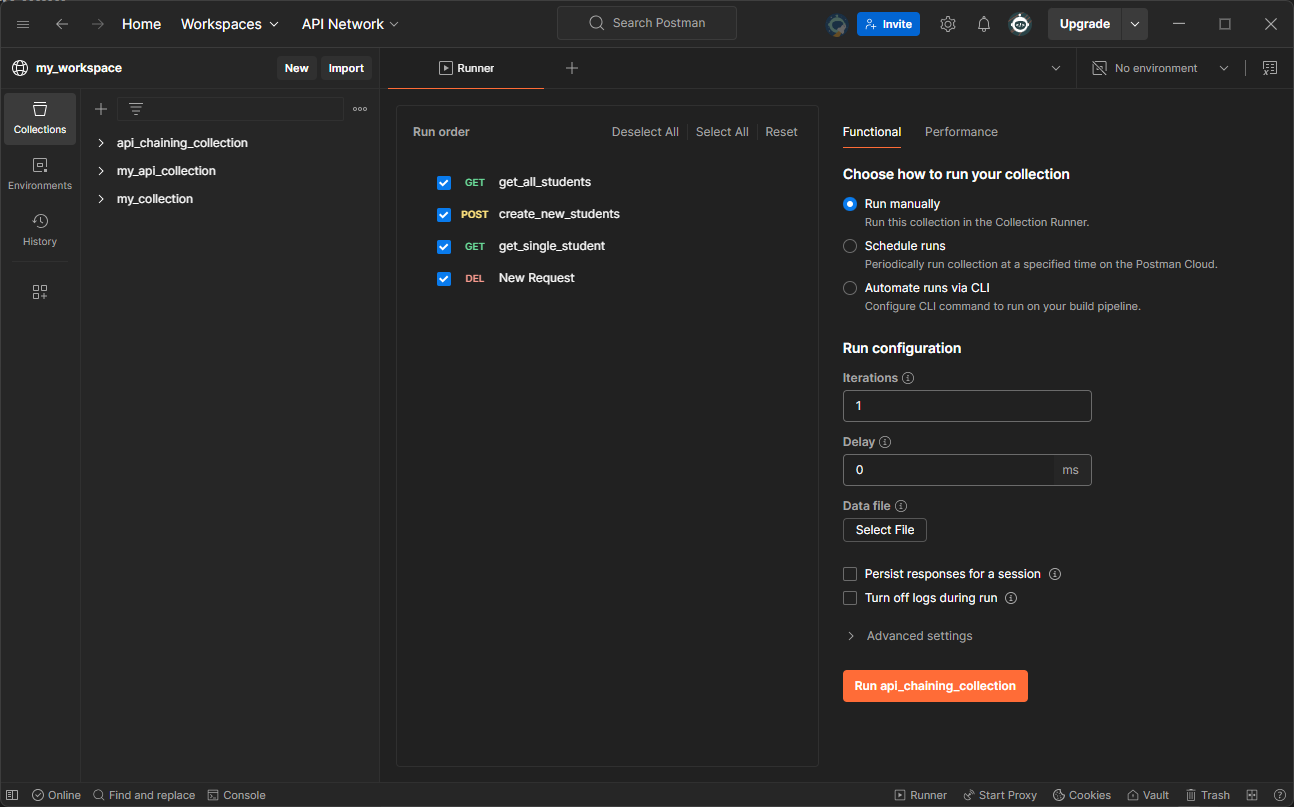 Home Workspaces API Network Search Postman Invite Upgrade
my_workspace New Import Runner No environment
Collections
Environments
History
api_chaining_collection
my_api_collection
my_collection
Run order Deselect All Select All Reset
GET get_all_students
POST create_new_students
GET get_single_student
DEL New Request
Functional Performance
Choose how to run your collection
Run manually
Run this collection in the Collection Runner.
Schedule runs
Periodically run collection at a specified time on the Postman Cloud.
Automate runs via CLI
Configure CLI command to run on your build pipeline.
Run configuration
Iterations
1
Delay
0 ms
Data file
Select File
Persist responses for a session
Turn off logs during run
Advanced settings
Run api_chaining_collection
Online Find and replace Console Runner Start Proxy Cookies Vault Trash